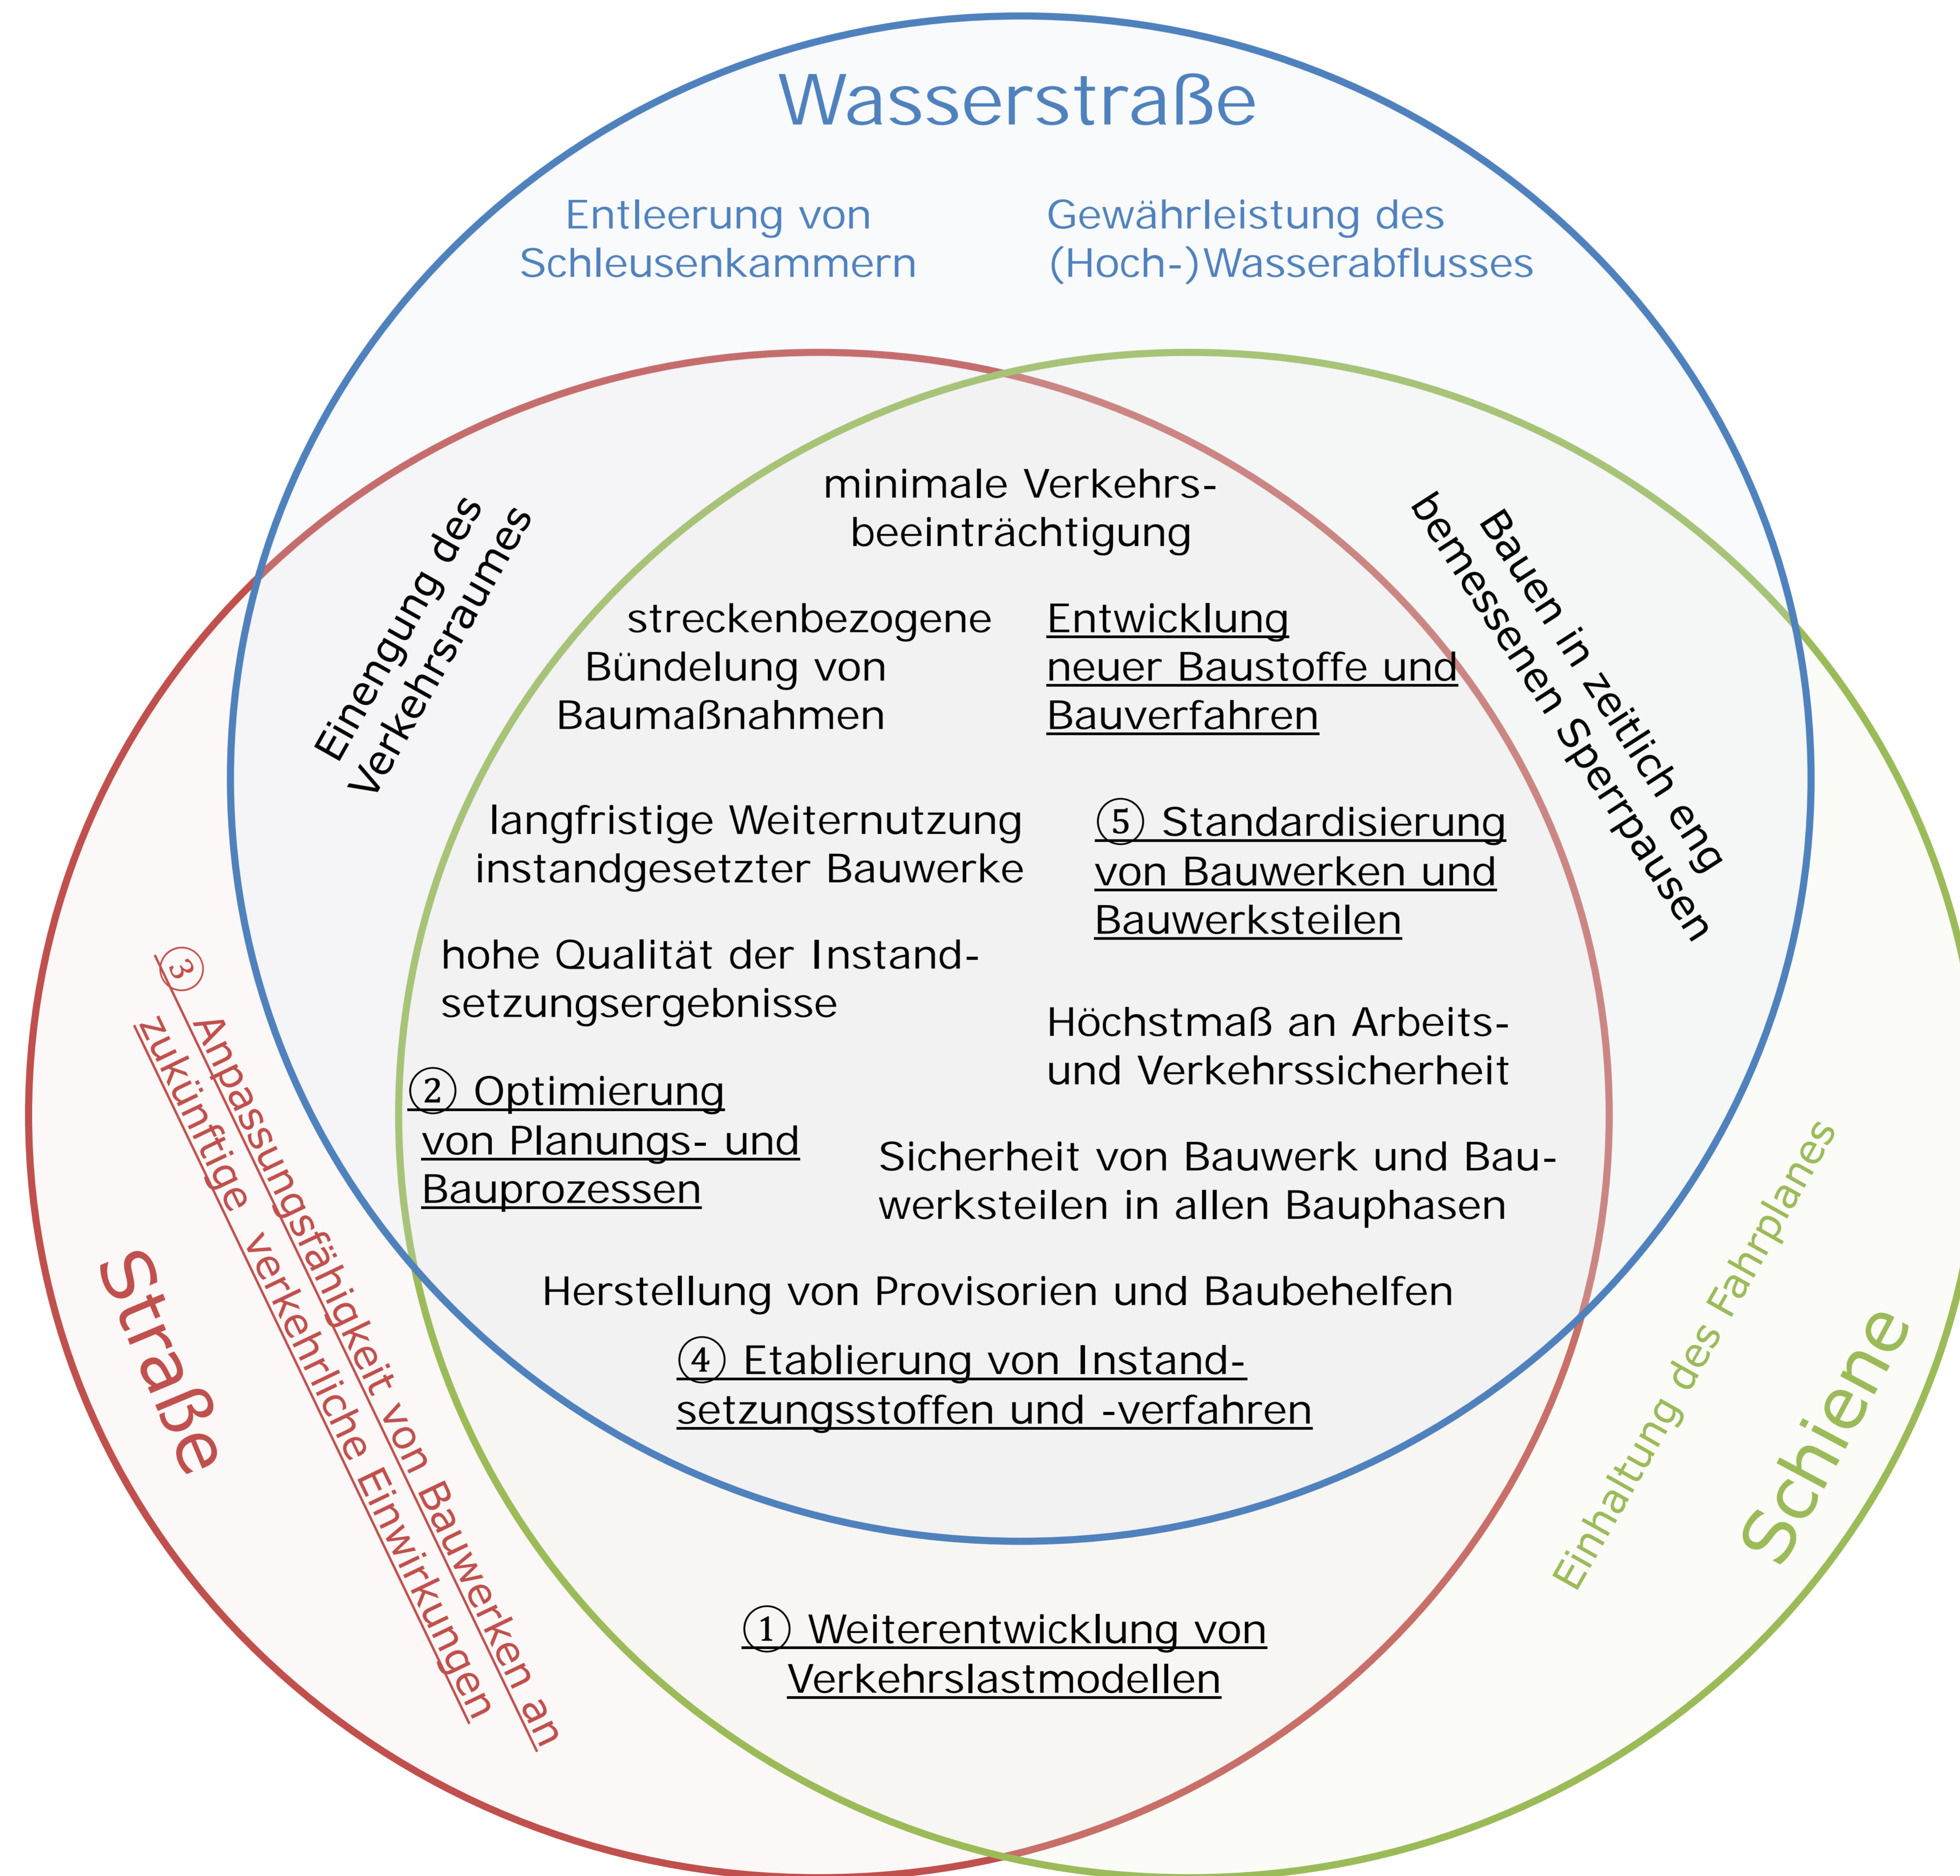 Wasserstraße
Entleerung von
Schleusenkammern
Gewährleistung des
(Hoch-)Wasserabflusses
Einengung des
Verkehrsraumes
minimale Verkehrs-
beeinträchtigung
Bauen in zeitlich eng
bemessenen Sperrpausen
streckenbezogene
Bündelung von
Baumaßnahmen
Entwicklung
neuer Baustoffe und
Bauverfahren
langfristige Weiternutzung
instandgesetzter Bauwerke
⑤ Standardisierung
von Bauwerken und
Bauwerksteilen
hohe Qualität der Instand-
setzungsergebnisse
Höchstmaß an Arbeits-
und Verkehrssicherheit
② Optimierung
von Planungs- und
Bauprozessen
Sicherheit von Bauwerk und Bau-
werksteilen in allen Bauphasen
Herstellung von Provisorien und Baubehelfen
④ Etablierung von Instand-
setzungsstoffen und -verfahren
③ Anpassungsfähigkeit von Bauwerken an
zukünftige verkehrliche Einwirkungen
Straße
Einhaltung des Fahrplanes
Schiene
① Weiterentwicklung von
Verkehrslastmodellen